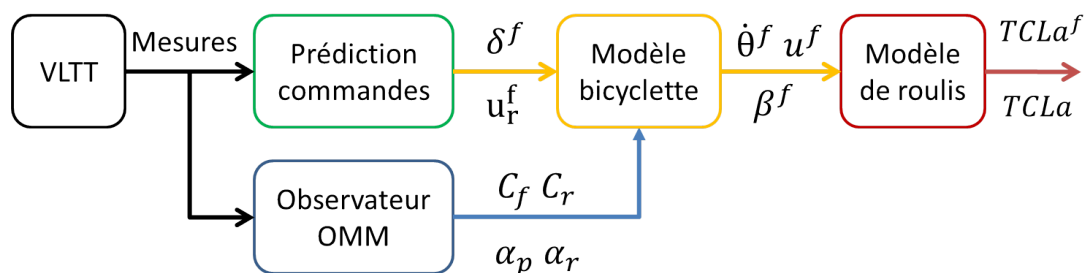 VLTT
Mesures
Prédiction
commandes
δ^f
u_r^f
Modèle
bicyclette
θ̇^f u^f
β^f
Modèle
de roulis
TCLa^f
TCLa
Observateur
OMM
C_f C_r
α_p α_r